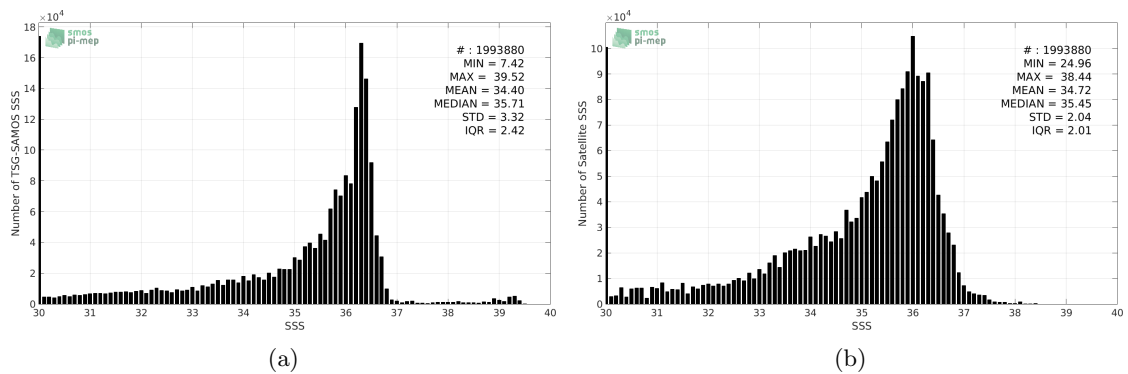 ×10⁴
smos
pi-mep
# : 1993880
MIN = 7.42
MAX = 39.52
MEAN = 34.40
MEDIAN = 35.71
STD = 3.32
IQR = 2.42
Number of TSG-SAMOS SSS
18
16
14
12
10
8
6
4
2
0
30 31 32 33 34 35 36 37 38 39 40
SSS
(a)
×10⁴
smos
pi-mep
# : 1993880
MIN = 24.96
MAX = 38.44
MEAN = 34.72
MEDIAN = 35.45
STD = 2.04
IQR = 2.01
Number of Satellite SSS
10
9
8
7
6
5
4
3
2
1
0
30 31 32 33 34 35 36 37 38 39 40
SSS
(b)